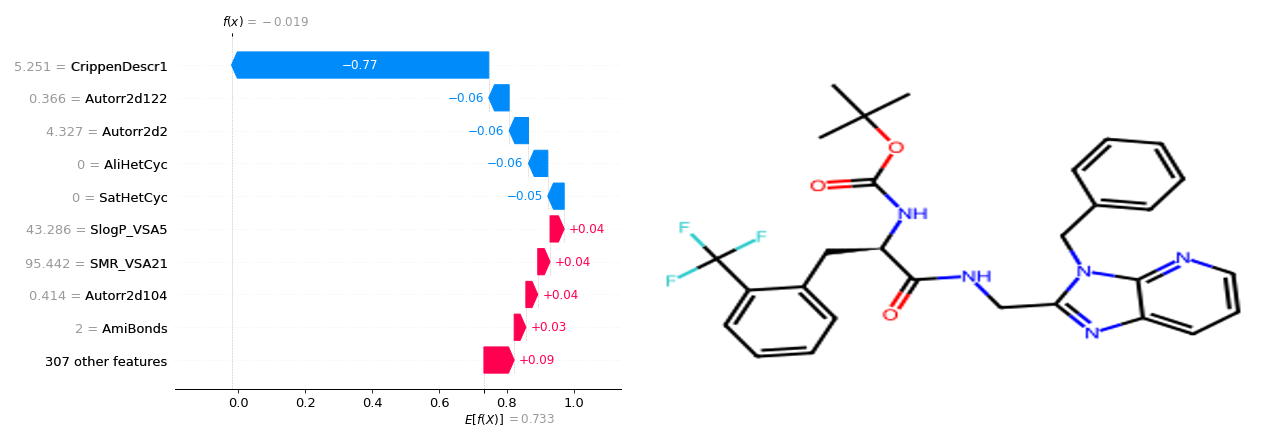 f(x) = −0.019
5.251 = CrippenDescr1
−0.77
0.366 = Autorr2d122
−0.06
4.327 = Autorr2d2
−0.06
0 = AliHetCyc
−0.06
0 = SatHetCyc
−0.05
43.286 = SlogP_VSA5
+0.04
95.442 = SMR_VSA21
+0.04
0.414 = Autorr2d104
+0.04
2 = AmiBonds
+0.03
307 other features
+0.09
0.0 0.2 0.4 0.6 0.8 1.0
E[f(X)] = 0.733
O
O
NH
F
F
F
NH
O
N
N
N